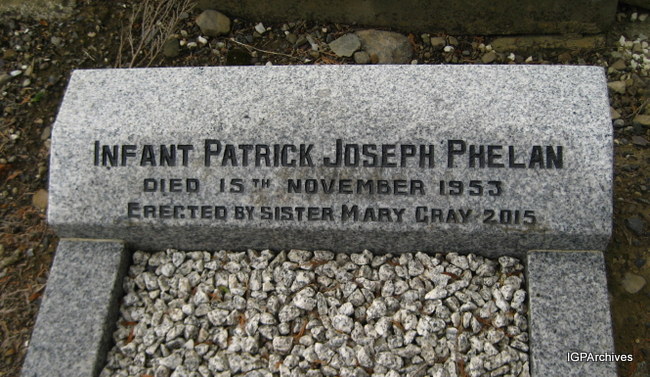 Infant Patrick Joseph Phelan
Died 15th November 1953
Erected by sister Mary Gray 2015
IGPArchives